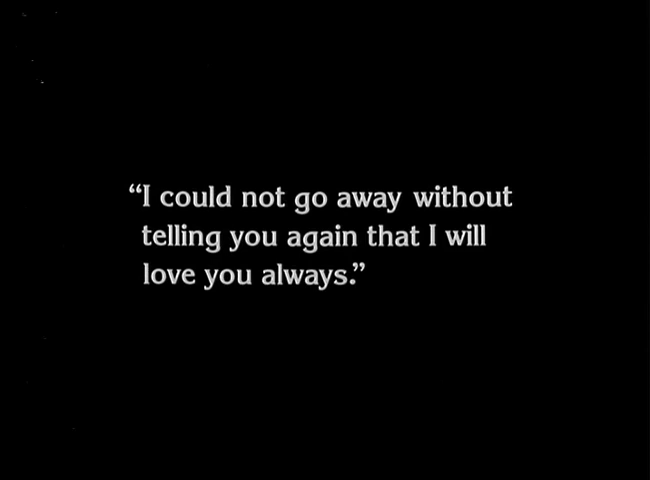 “I could not go away without
telling you again that I will
love you always.”